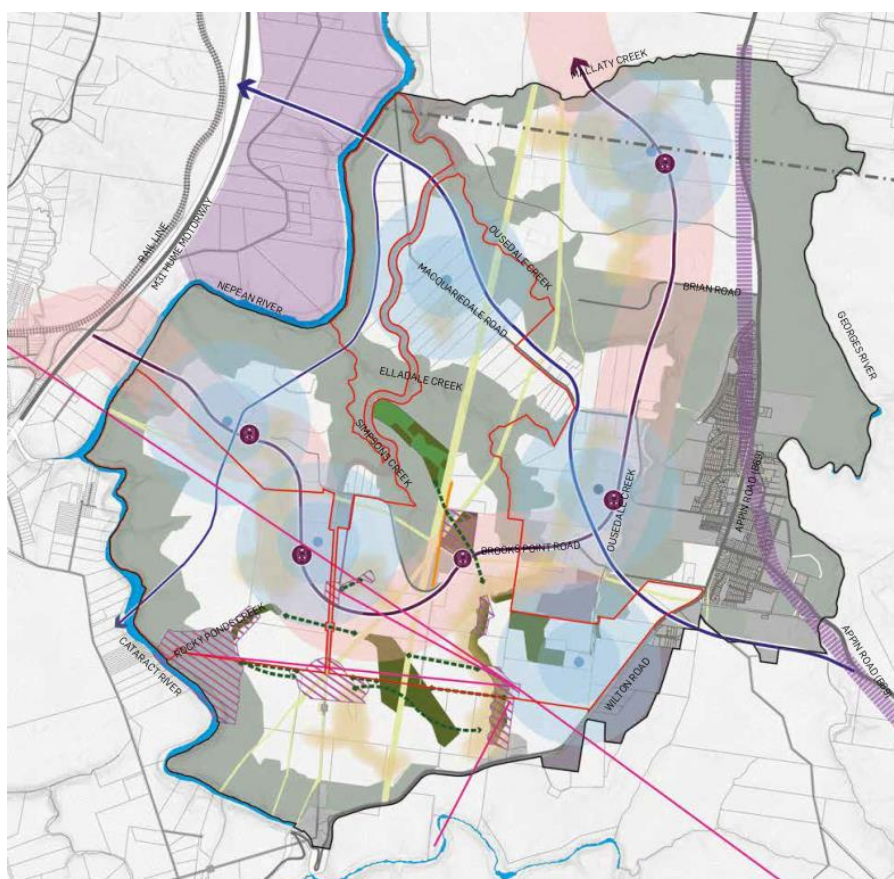 MALLATY CREEK
RAIL LINE
M31 HUME MOTORWAY
OUSEDALE CREEK
MACQUARIEDALE ROAD
BRIAN ROAD
NEPEAN RIVER
GEORGES RIVER
ELLADALE CREEK
SIMPSONS CREEK
APPIN ROAD (B69)
OUSEDALE CREEK
BROOKS POINT ROAD
ROCKY PONDS CREEK
CATARACT RIVER
WILTON ROAD
APPIN ROAD (B69)